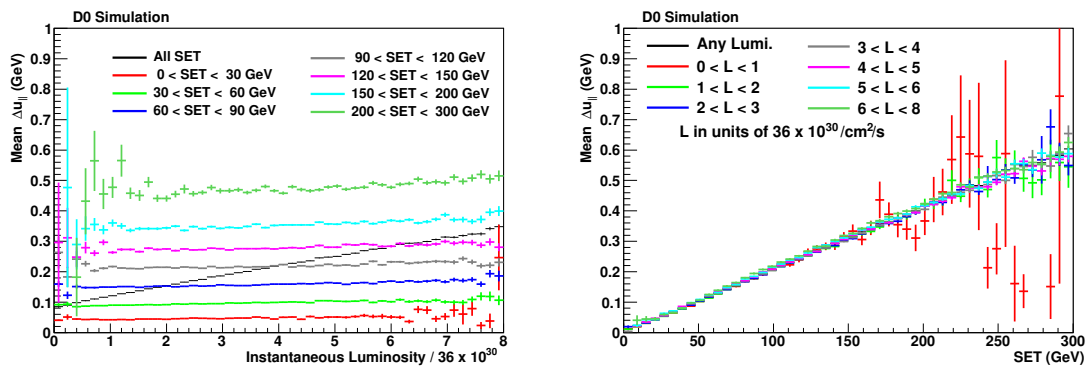 D0 Simulation
Mean Δu|| (GeV)
1
0.9
0.8
0.7
0.6
0.5
0.4
0.3
0.2
0.1
0
All SET
0 < SET < 30 GeV
30 < SET < 60 GeV
60 < SET < 90 GeV
90 < SET < 120 GeV
120 < SET < 150 GeV
150 < SET < 200 GeV
200 < SET < 300 GeV
0 1 2 3 4 5 6 7 8
Instantaneous Luminosity / 36 x 10³⁰
D0 Simulation
Mean Δu|| (GeV)
1
0.9
0.8
0.7
0.6
0.5
0.4
0.3
0.2
0.1
0
Any Lumi.
0 < L < 1
1 < L < 2
2 < L < 3
3 < L < 4
4 < L < 5
5 < L < 6
6 < L < 8
L in units of 36 x 10³⁰/cm²/s
0 50 100 150 200 250 300
SET (GeV)